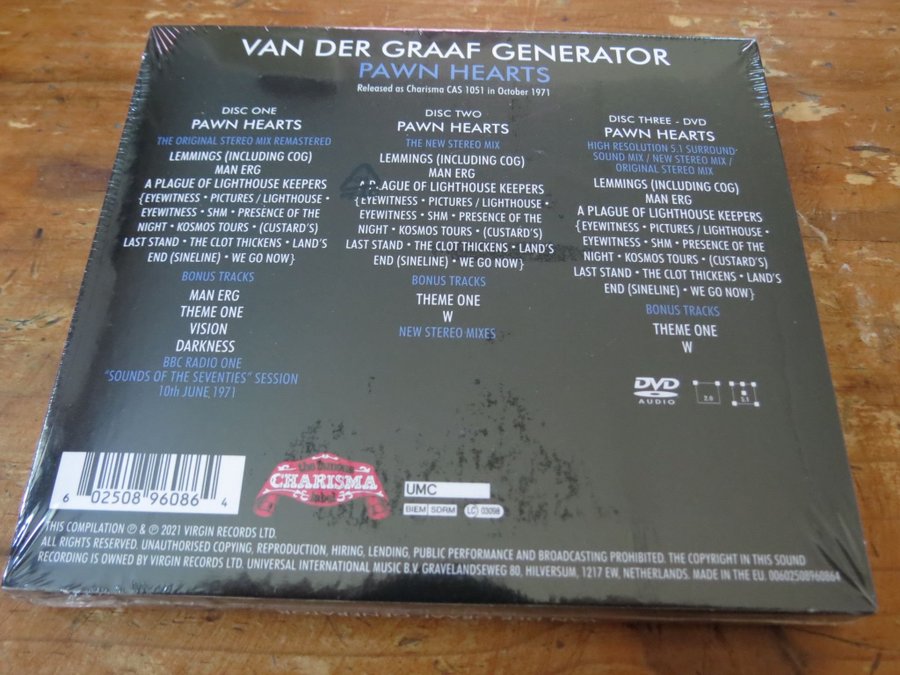 VAN DER GRAAF GENERATOR
PAWN HEARTS
Released as Charisma CAS 1051 in October 1971
DISC ONE
PAWN HEARTS
THE ORIGINAL STEREO MIX REMASTERED
LEMMINGS (INCLUDING COG)
MAN ERG
A PLAGUE OF LIGHTHOUSE KEEPERS
{EYEWITNESS • PICTURES / LIGHTHOUSE •
EYEWITNESS • SHM • PRESENCE OF THE
NIGHT • KOSMOS TOURS • (CUSTARD'S)
LAST STAND • THE CLOT THICKENS • LAND'S
END (SINELINE) • WE GO NOW}
BONUS TRACKS
MAN ERG
THEME ONE
VISION
DARKNESS
BBC RADIO ONE
"SOUNDS OF THE SEVENTIES" SESSION
10th JUNE, 1971
DISC TWO
PAWN HEARTS
THE NEW STEREO MIX
LEMMINGS (INCLUDING COG)
MAN ERG
A PLAGUE OF LIGHTHOUSE KEEPERS
{EYEWITNESS • PICTURES / LIGHTHOUSE •
EYEWITNESS • SHM • PRESENCE OF THE
NIGHT • KOSMOS TOURS • (CUSTARD'S)
LAST STAND • THE CLOT THICKENS • LAND'S
END (SINELINE) • WE GO NOW}
BONUS TRACKS
THEME ONE
W
NEW STEREO MIXES
DISC THREE - DVD
PAWN HEARTS
HIGH RESOLUTION 5.1 SURROUND-
SOUND MIX / NEW STEREO MIX /
ORIGINAL STEREO MIX
LEMMINGS (INCLUDING COG)
MAN ERG
A PLAGUE OF LIGHTHOUSE KEEPERS
{EYEWITNESS • PICTURES / LIGHTHOUSE •
EYEWITNESS • SHM • PRESENCE OF THE
NIGHT • KOSMOS TOURS • (CUSTARD'S)
LAST STAND • THE CLOT THICKENS • LAND'S
END (SINELINE) • WE GO NOW}
BONUS TRACKS
THEME ONE
W
DVD
AUDIO
2.0
5.1
6 02508 96086 4
the famous
CHARISMA
label
UMC
BIEM SDRM LC 03098
THIS COMPILATION ℗ & © 2021 VIRGIN RECORDS LTD.
ALL RIGHTS RESERVED. UNAUTHORISED COPYING, REPRODUCTION, HIRING, LENDING, PUBLIC PERFORMANCE AND BROADCASTING PROHIBITED. THE COPYRIGHT IN THIS SOUND
RECORDING IS OWNED BY VIRGIN RECORDS LTD. UNIVERSAL INTERNATIONAL MUSIC B.V. GRAVELANDSEWEG 80, HILVERSUM, 1217 EW, NETHERLANDS. MADE IN THE EU. 00602508960864